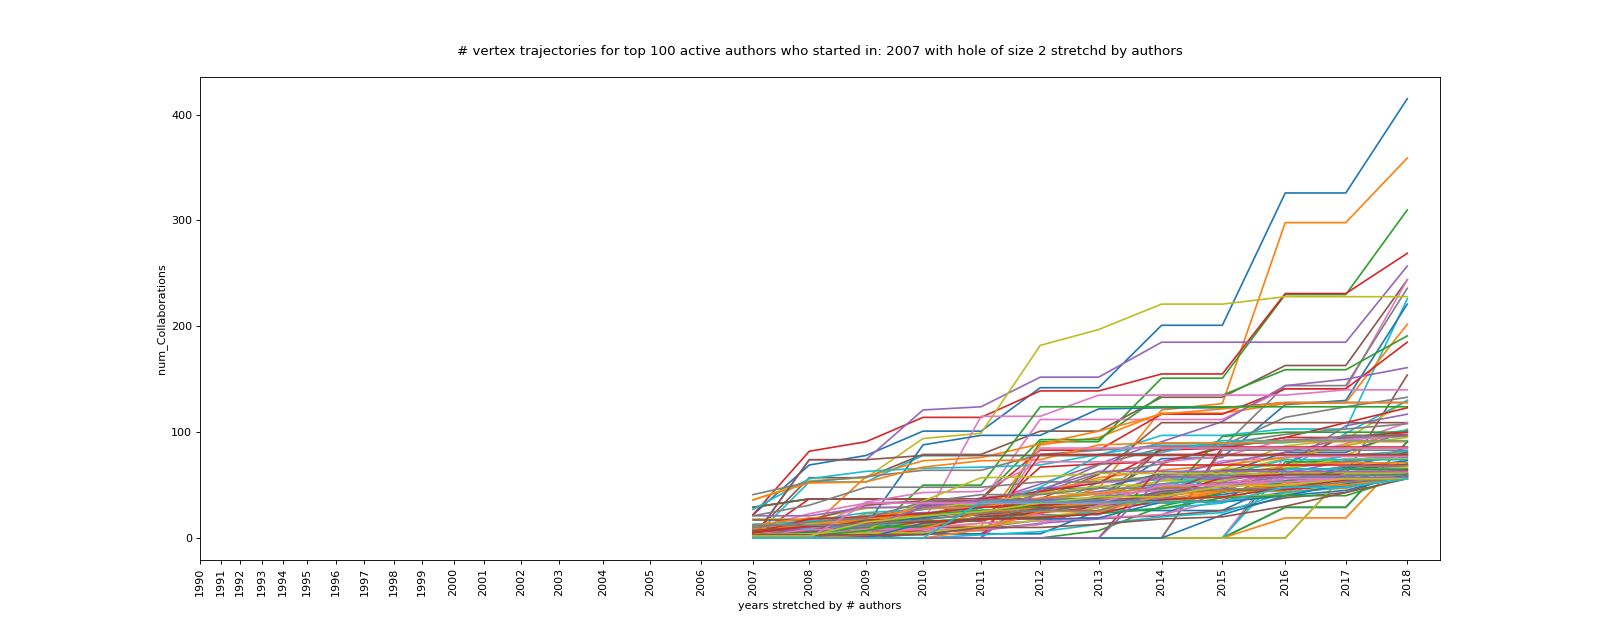 # vertex trajectories for top 100 active authors who started in: 2007 with hole of size 2 stretchd by authors
num_Collaborations
400
300
200
100
0
1990 1991 1992 1993 1994 1995 1996 1997 1998 1999 2000 2001 2002 2003 2004 2005 2006 2007 2008 2009 2010 2011 2012 2013 2014 2015 2016 2017 2018
years stretched by # authors